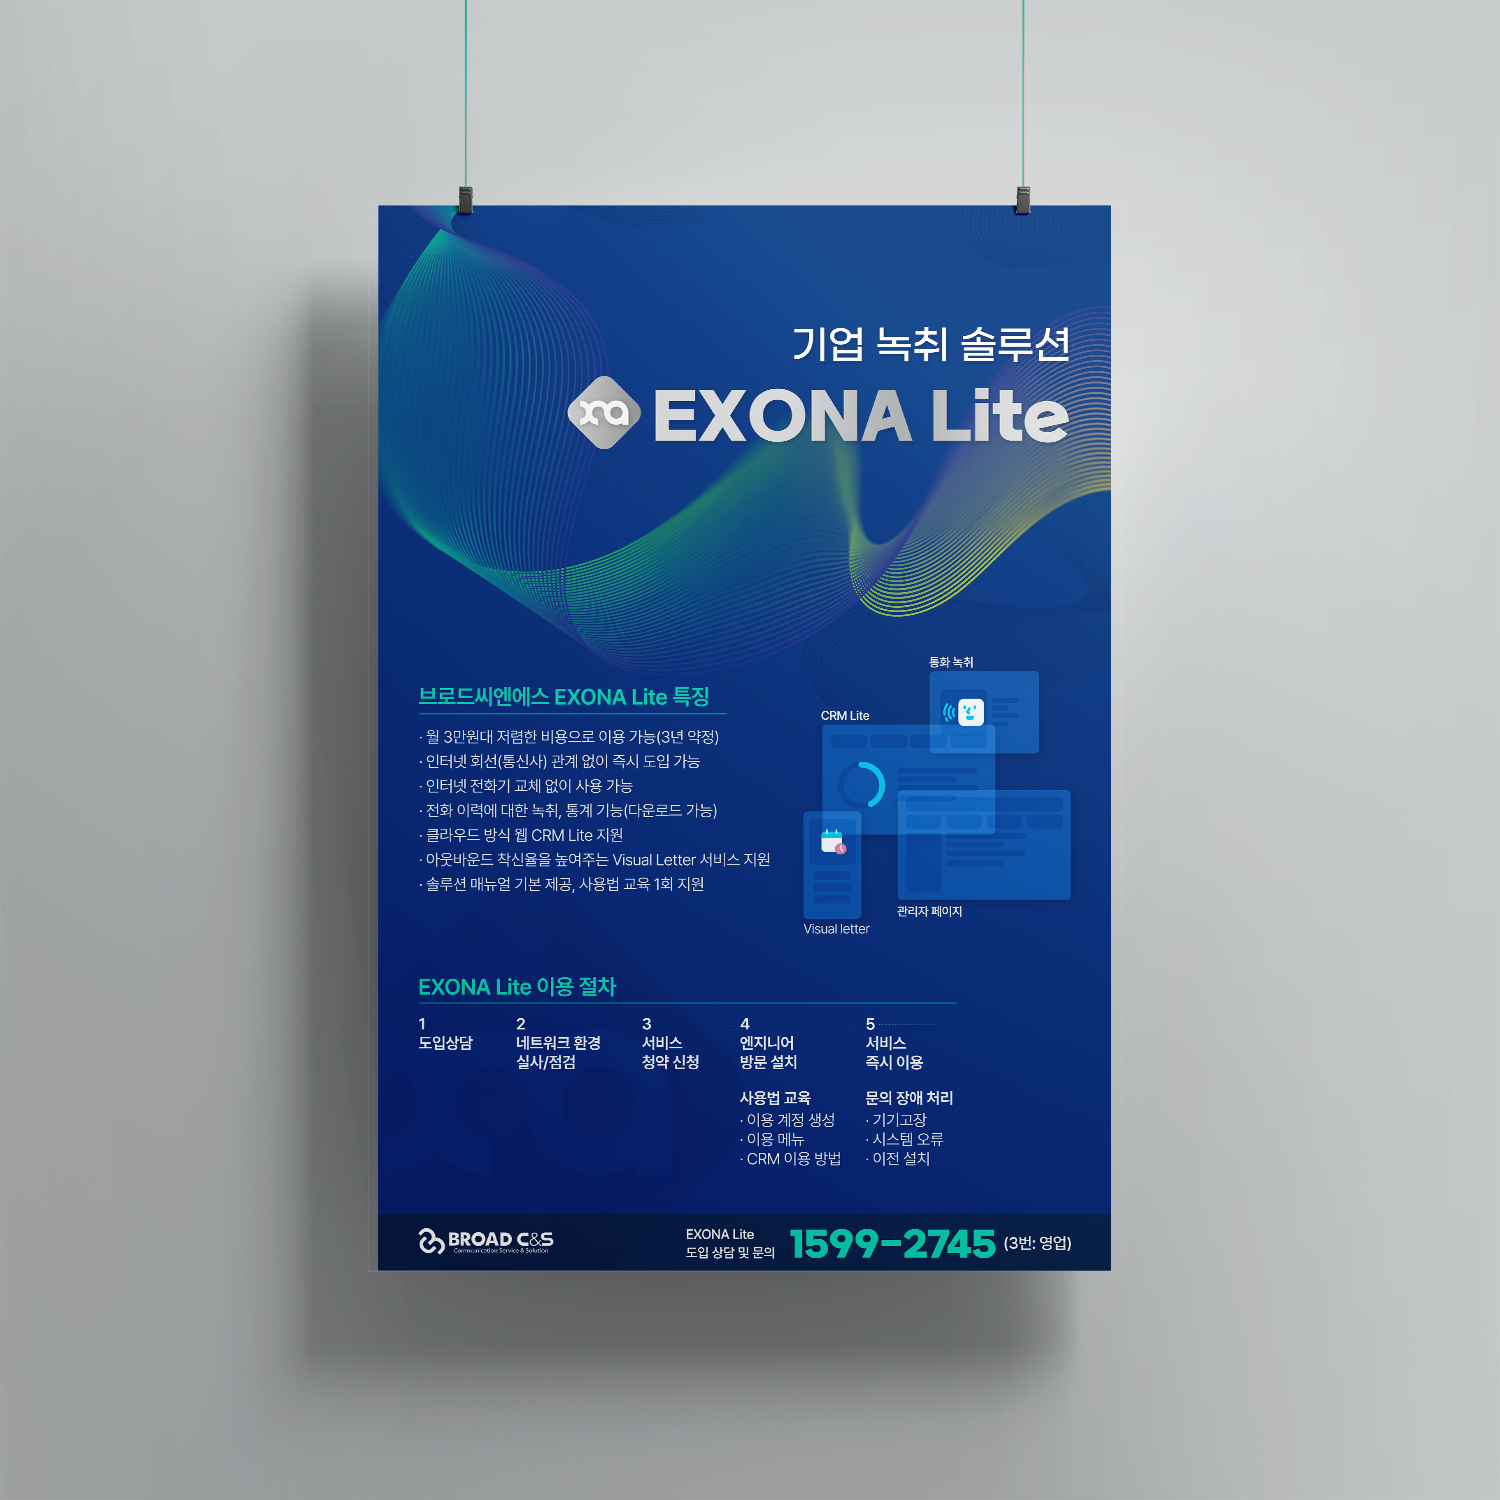 기업 녹취 솔루션
xna EXONA Lite
브로드씨엔에스 EXONA Lite 특징
· 월 3만원대 저렴한 비용으로 이용 가능(3년 약정)
· 인터넷 회선(통신사) 관계 없이 즉시 도입 가능
· 인터넷 전화기 교체 없이 사용 가능
· 전화 이력에 대한 녹취, 통계 기능(다운로드 가능)
· 클라우드 방식 웹 CRM Lite 지원
· 아웃바운드 착신율을 높여주는 Visual Letter 서비스 지원
· 솔루션 매뉴얼 기본 제공, 사용법 교육 1회 지원
통화 녹취
CRM Lite
관리자 페이지
Visual letter
EXONA Lite 이용 절차
1
도입상담
2
네트워크 환경
실사/점검
3
서비스
청약 신청
4
엔지니어
방문 설치
사용법 교육
· 이용 계정 생성
· 이용 메뉴
· CRM 이용 방법
5
서비스
즉시 이용
문의 장애 처리
· 기기고장
· 시스템 오류
· 이전 설치
BROAD C&S
Communication Service & Solution
EXONA Lite
도입 상담 및 문의
1599-2745 (3번: 영업)